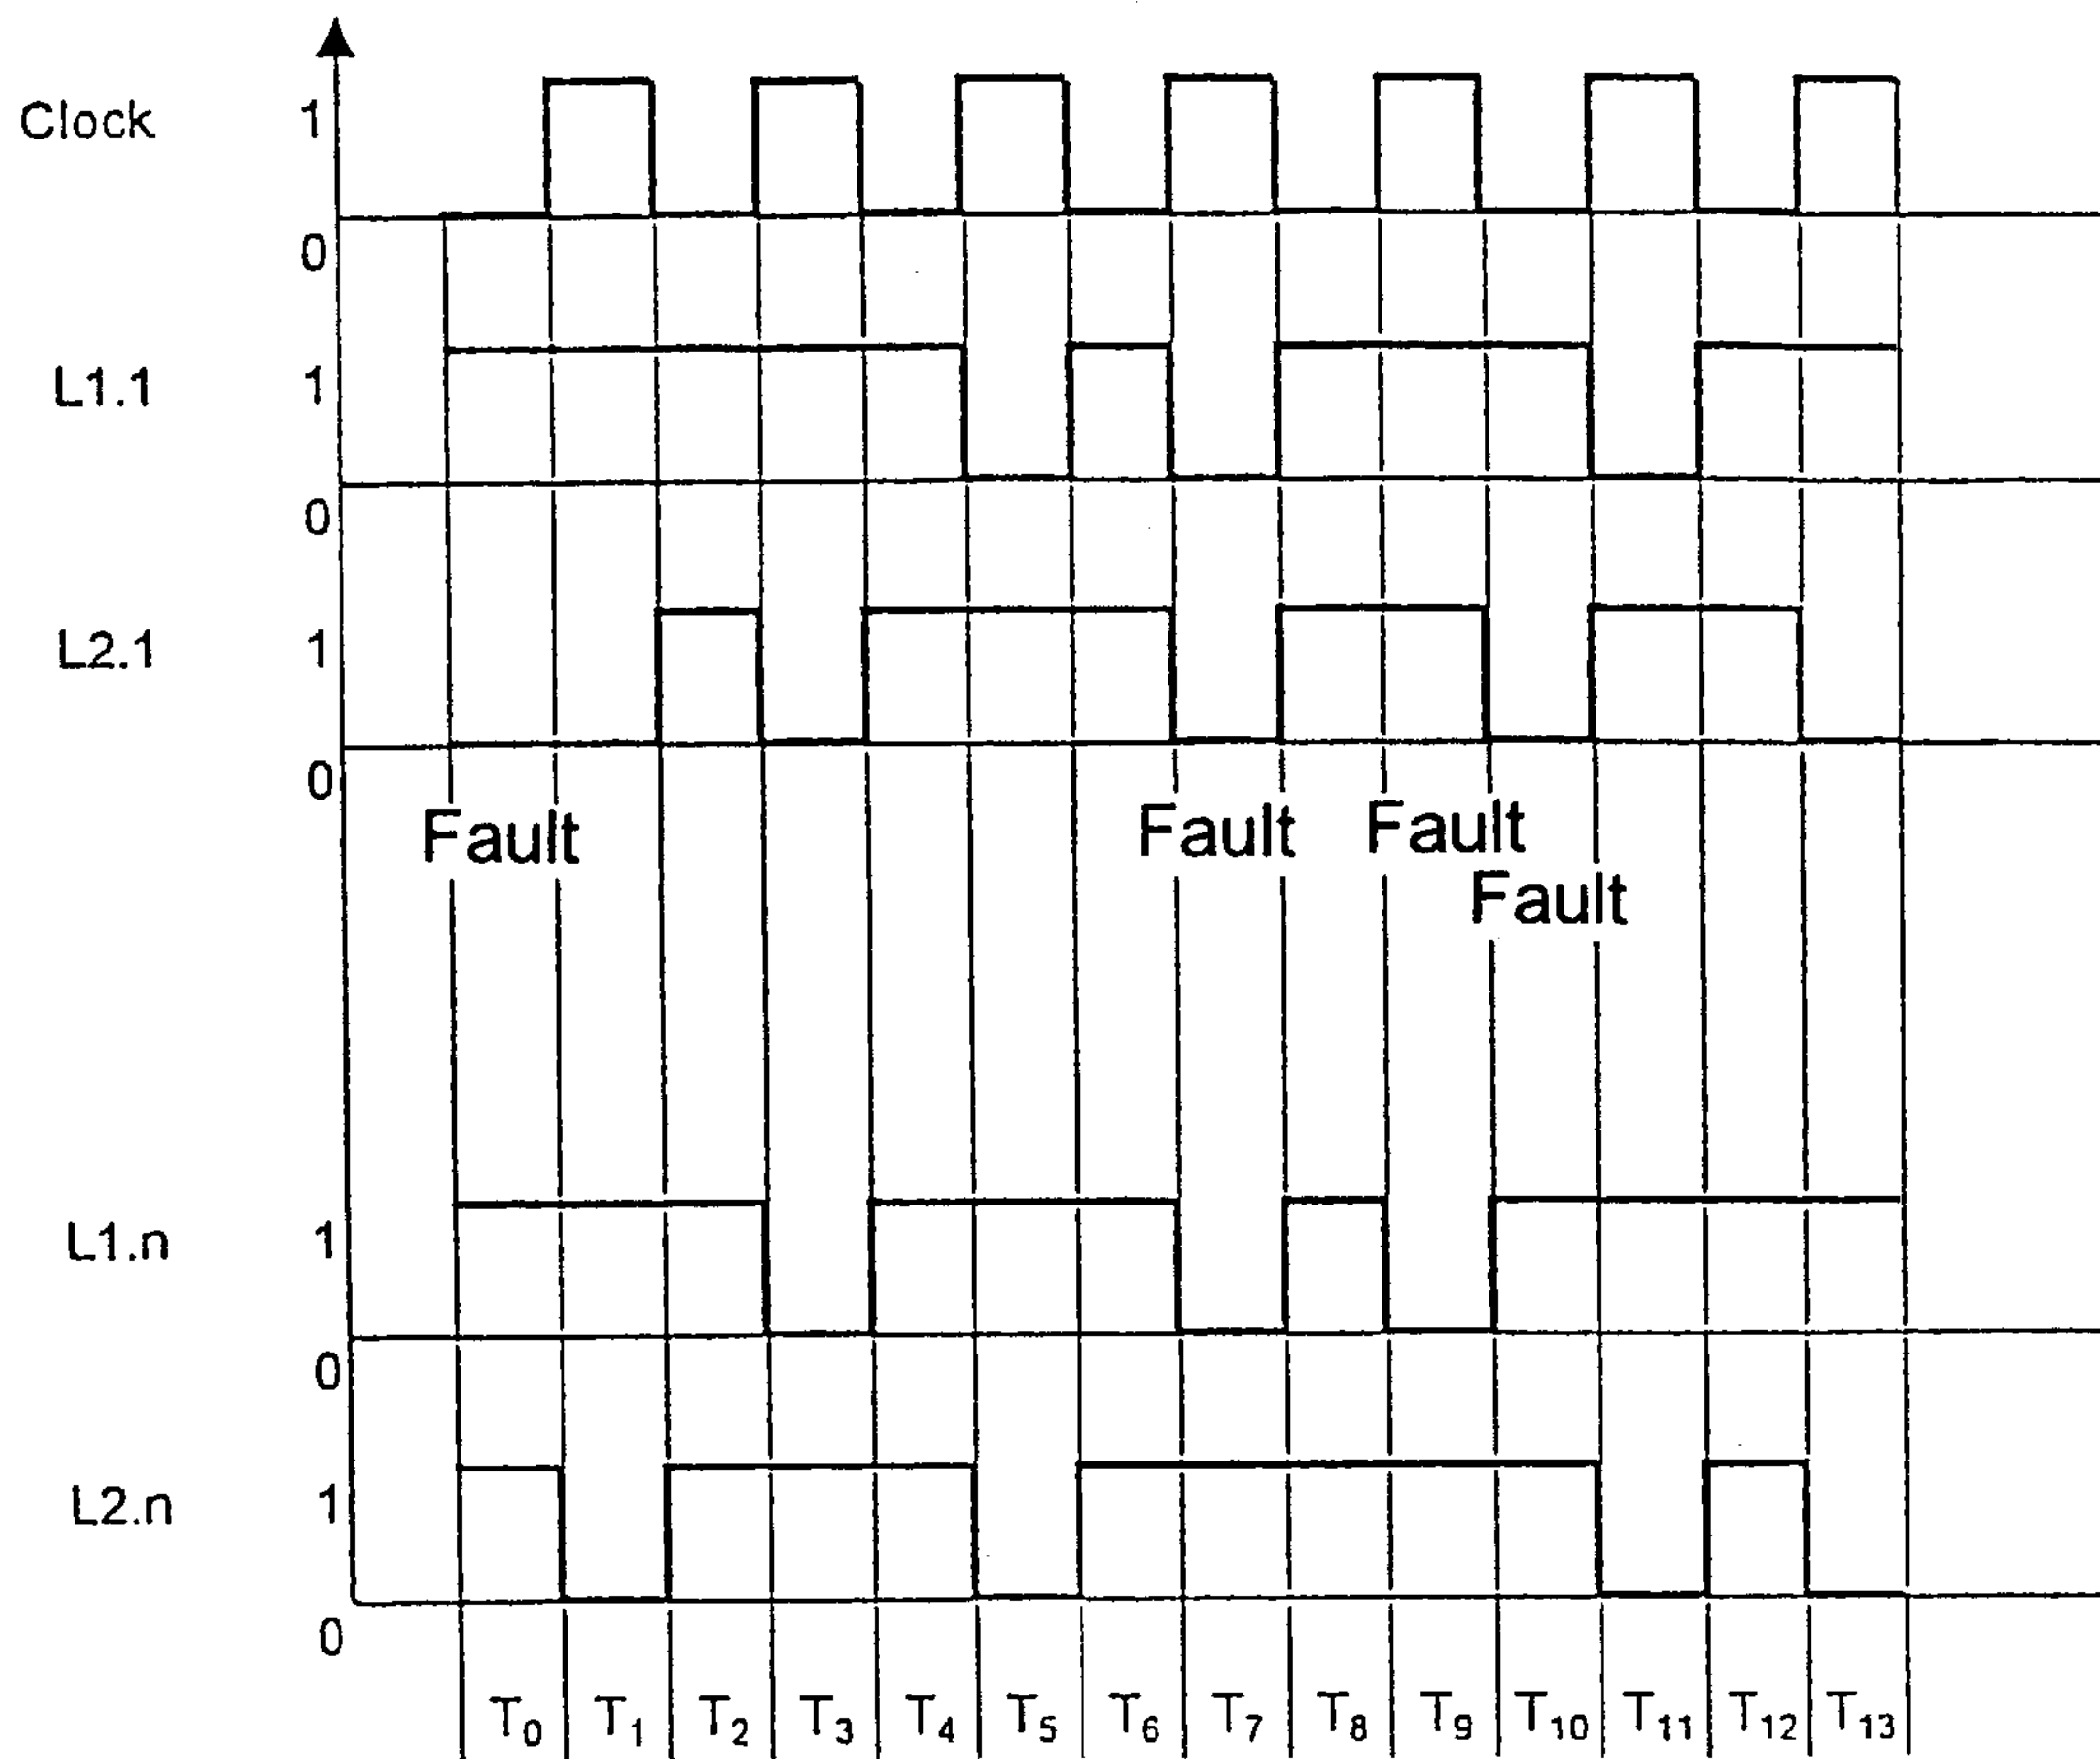 Clock
1
0
L1.1
1
0
L2.1
1
0
Fault
Fault
Fault
Fault
L1.n
1
0
L2.n
1
0
T0 T1 T2 T3 T4 T5 T6 T7 T8 T9 T10 T11 T12 T13